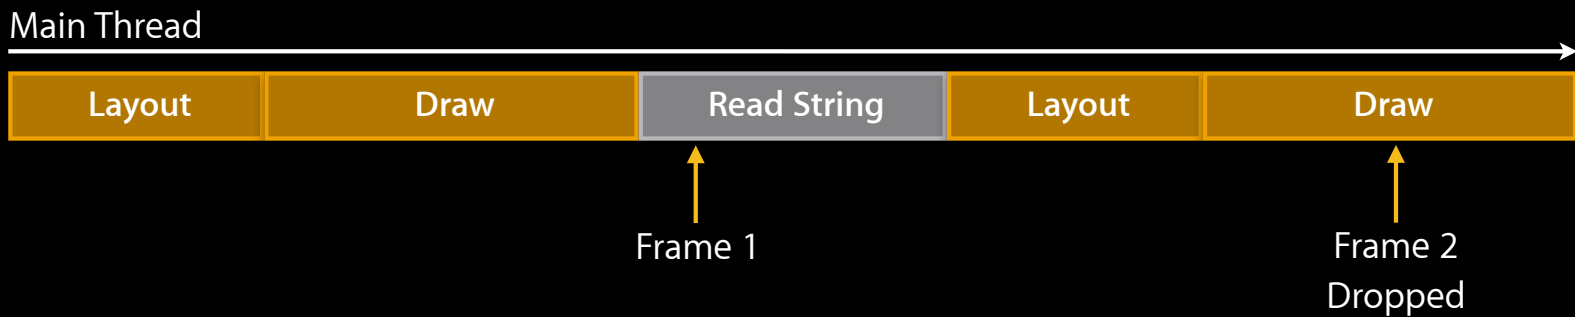 Main Thread
Layout Draw Read String Layout Draw
Frame 1
Frame 2
Dropped